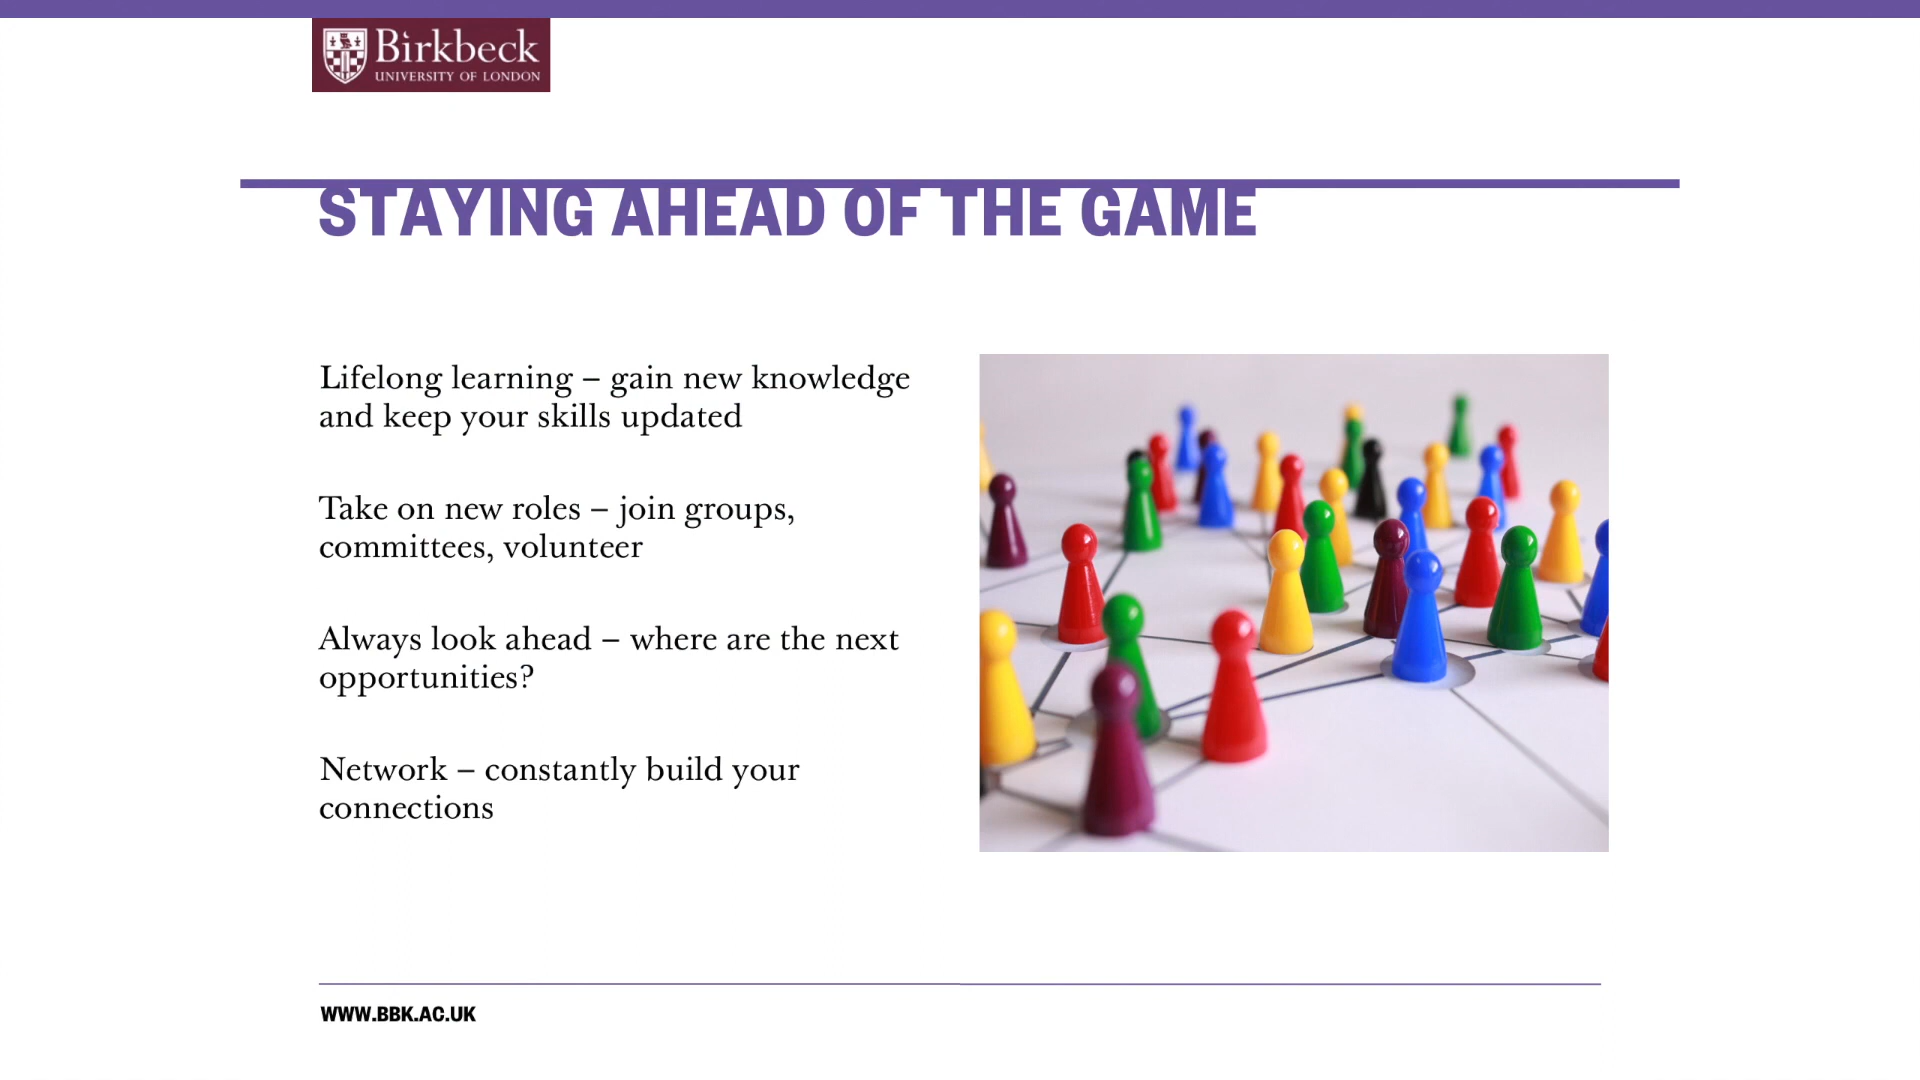 Birkbeck
UNIVERSITY OF LONDON
STAYING AHEAD OF THE GAME
Lifelong learning – gain new knowledge
and keep your skills updated
Take on new roles – join groups,
committees, volunteer
Always look ahead – where are the next
opportunities?
Network – constantly build your
connections
WWW.BBK.AC.UK